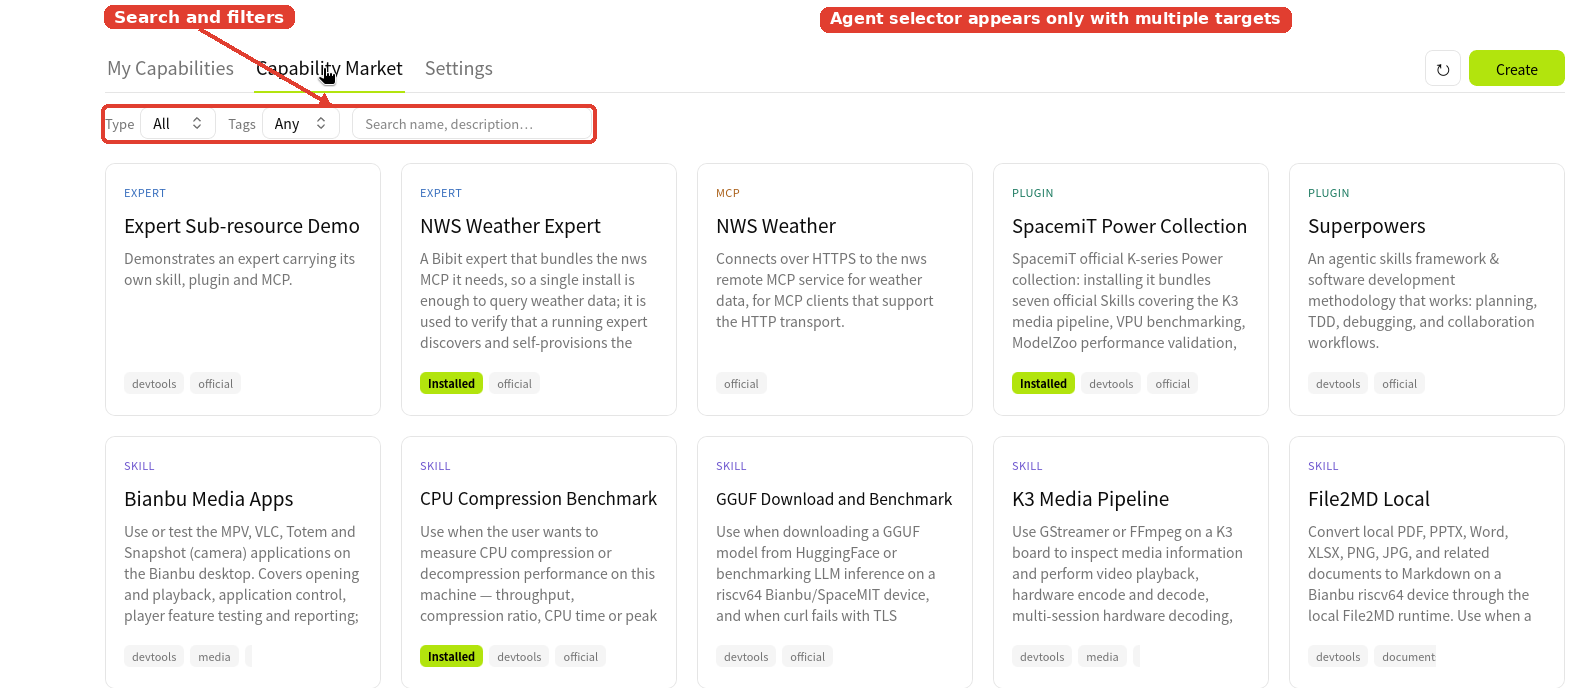 Search and filters
Agent selector appears only with multiple targets
My Capabilities
Capability Market
Settings
Create
Type
All
Tags
Any
Search name, description…
EXPERT
Expert Sub-resource Demo
Demonstrates an expert carrying its
own skill, plugin and MCP.
devtools
official
EXPERT
NWS Weather Expert
A Bibit expert that bundles the nws
MCP it needs, so a single install is
enough to query weather data; it is
used to verify that a running expert
discovers and self-provisions the
Installed
official
MCP
NWS Weather
Connects over HTTPS to the nws
remote MCP service for weather
data, for MCP clients that support
the HTTP transport.
official
PLUGIN
SpacemiT Power Collection
SpacemiT official K-series Power
collection: installing it bundles
seven official Skills covering the K3
media pipeline, VPU benchmarking,
ModelZoo performance validation,
Installed
devtools
official
PLUGIN
Superpowers
An agentic skills framework &
software development
methodology that works: planning,
TDD, debugging, and collaboration
workflows.
devtools
official
SKILL
Bianbu Media Apps
Use or test the MPV, VLC, Totem and
Snapshot (camera) applications on
the Bianbu desktop. Covers opening
and playback, application control,
player feature testing and reporting;
devtools
media
SKILL
CPU Compression Benchmark
Use when the user wants to
measure CPU compression or
decompression performance on this
machine — throughput,
compression ratio, CPU time or peak
Installed
devtools
official
SKILL
GGUF Download and Benchmark
Use when downloading a GGUF
model from HuggingFace or
benchmarking LLM inference on a
riscv64 Bianbu/SpaceMIT device,
and when curl fails with TLS
devtools
official
SKILL
K3 Media Pipeline
Use GStreamer or FFmpeg on a K3
board to inspect media information
and perform video playback,
hardware encode and decode,
multi-session hardware decoding,
devtools
media
SKILL
File2MD Local
Convert local PDF, PPTX, Word,
XLSX, PNG, JPG, and related
documents to Markdown on a
Bianbu riscv64 device through the
local File2MD runtime. Use when a
devtools
document